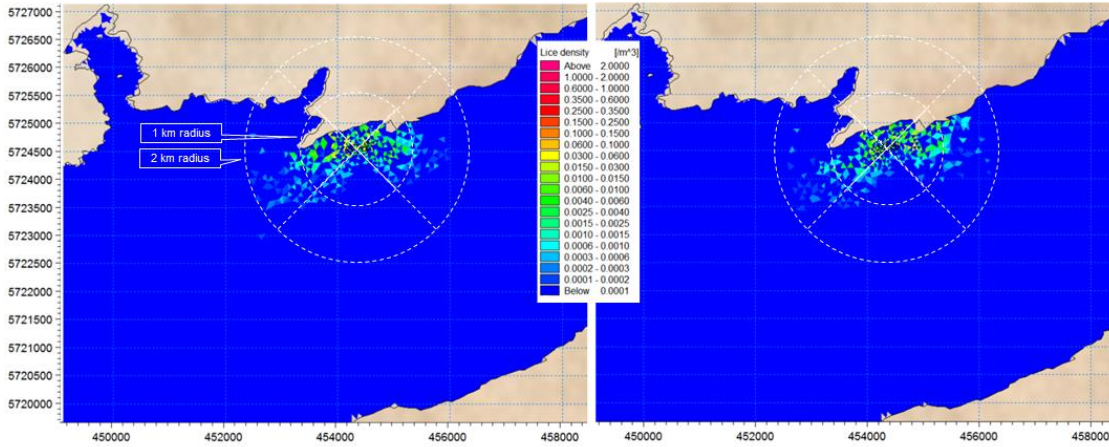 5727000
5726500
5726000
5725500
5725000
5724500
5724000
5723500
5723000
5722500
5722000
5721500
5721000
5720500
5720000
1 km radius
2 km radius
450000 452000 454000 456000 458000
Lice density [/m^3]
Above 2.0000
1.0000 - 2.0000
0.6000 - 1.0000
0.3500 - 0.6000
0.2500 - 0.3500
0.1500 - 0.2500
0.1000 - 0.1500
0.0600 - 0.1000
0.0300 - 0.0600
0.0150 - 0.0300
0.0100 - 0.0150
0.0060 - 0.0100
0.0040 - 0.0060
0.0025 - 0.0040
0.0015 - 0.0025
0.0010 - 0.0015
0.0006 - 0.0010
0.0003 - 0.0006
0.0002 - 0.0003
0.0001 - 0.0002
Below 0.0001
450000 452000 454000 456000 458000